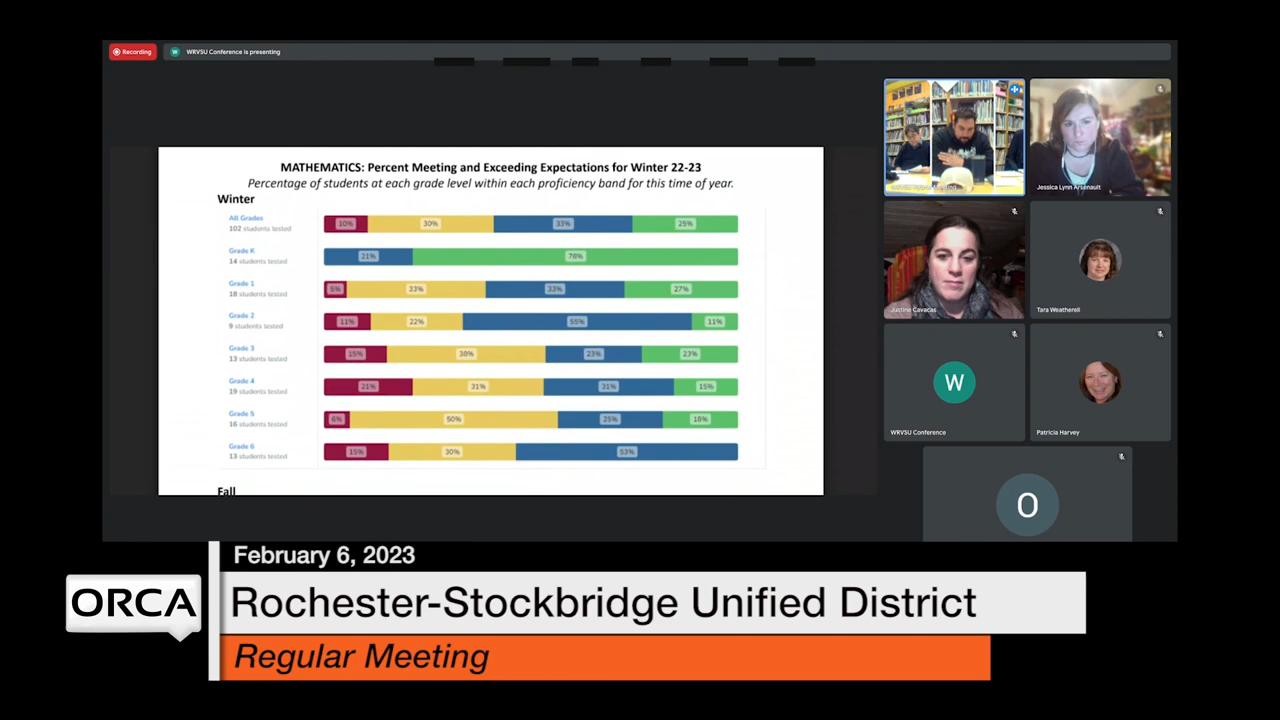 Recording
W
WRVSU Conference is presenting
MATHEMATICS: Percent Meeting and Exceeding Expectations for Winter 22-23
Percentage of students at each grade level within each proficiency band for this time of year.
Winter
All Grades
102 students tested
10% 30% 33% 25%
Grade K
14 students tested
21% 78%
Grade 1
18 students tested
5% 33% 33% 27%
Grade 2
9 students tested
11% 22% 55% 11%
Grade 3
13 students tested
15% 38% 23% 23%
Grade 4
19 students tested
21% 31% 31% 15%
Grade 5
16 students tested
6% 50% 25% 18%
Grade 6
13 students tested
15% 30% 53%
Fall
Jessica Lynn Arsenault
Justine Cavacas
Tara Weatherell
W
WRVSU Conference
Patricia Harvey
O
February 6, 2023
ORCA
Rochester-Stockbridge Unified District
Regular Meeting